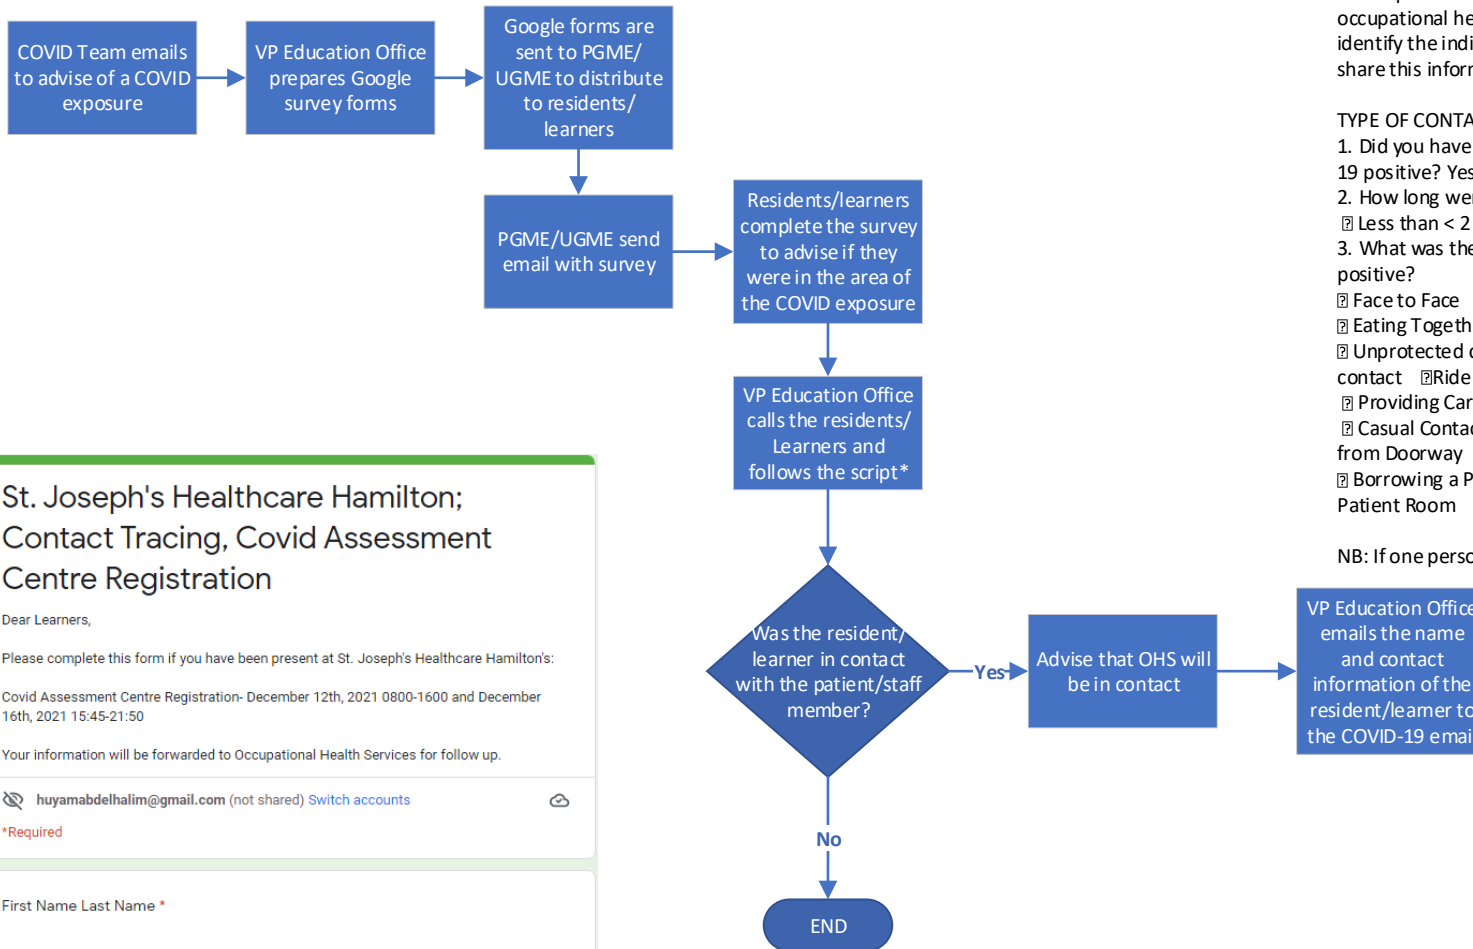 COVID Team emails
to advise of a COVID
exposure
VP Education Office
prepares Google
survey forms
Google forms are
sent to PGME/
UGME to distribute
to residents/
learners
PGME/UGME send
email with survey
Residents/learners
complete the survey
to advise if they
were in the area of
the COVID exposure
VP Education Office
calls the residents/
Learners and
follows the script*
Was the resident/
learner in contact
with the patient/staff
member?
Yes
Advise that OHS will
be in contact
VP Education Office
emails the name
and contact
information of the
resident/learner to
the COVID-19 email
No
END
occupational he
identify the indi
share this inforr
TYPE OF CONTA
1. Did you have
19 positive? Yes
2. How long wer
Less than < 2
3. What was the
positive?
Face to Face
Eating Togeth
Unprotected c
contact Ride
Providing Car
Casual Contac
from Doorway
Borrowing a P
Patient Room
NB: If one perso
St. Joseph's Healthcare Hamilton;
Contact Tracing, Covid Assessment
Centre Registration
Dear Learners,
Please complete this form if you have been present at St. Joseph's Healthcare Hamilton's:
Covid Assessment Centre Registration- December 12th, 2021 0800-1600 and December
16th, 2021 15:45-21:50
Your information will be forwarded to Occupational Health Services for follow up.
huyamabdelhalim@gmail.com (not shared) Switch accounts
*Required
First Name Last Name *